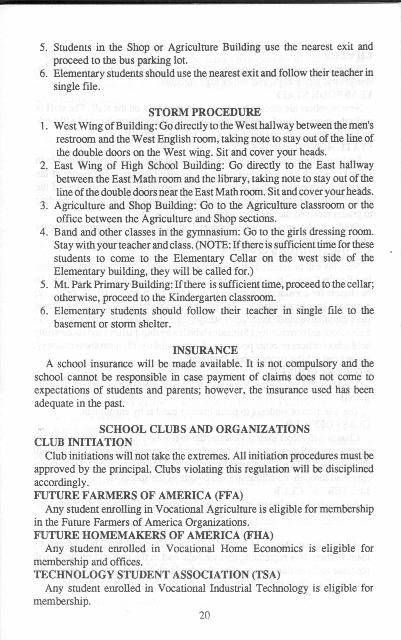 5. Students in the Shop or Agriculture Building use the nearest exit and
proceed to the bus parking lot.
6. Elementary students should use the nearest exit and follow their teacher in
single file.
STORM PROCEDURE
1. West Wing of Building: Go directly to the West hallway between the men's
restroom and the West English room, taking note to stay out of the line of
the double doors on the West wing. Sit and cover your heads.
2. East Wing of High School Building: Go directly to the East hallway
between the East Math room and the library, taking note to stay out of the
line of the double doors near the East Math room. Sit and cover your heads.
3. Agriculture and Shop Building: Go to the Agriculture classroom or the
office between the Agriculture and Shop sections.
4. Band and other classes in the gymnasium: Go to the girls dressing room.
Stay with your teacher and class. (NOTE: If there is sufficient time for these
students to come to the Elementary Cellar on the west side of the
Elementary building, they will be called for.)
5. Mt. Park Primary Building: If there is sufficient time, proceed to the cellar;
otherwise, proceed to the Kindergarten classroom.
6. Elementary students should follow their teacher in single file to the
basement or storm shelter.
INSURANCE
A school insurance will be made available. It is not compulsory and the
school cannot be responsible in case payment of claims does not come to
expectations of students and parents; however, the insurance used has been
adequate in the past.
SCHOOL CLUBS AND ORGANIZATIONS
CLUB INITIATION
Club initiations will not take the extremes. All initiation procedures must be
approved by the principal. Clubs violating this regulation will be disciplined
accordingly.
FUTURE FARMERS OF AMERICA (FFA)
Any student enrolling in Vocational Agriculture is eligible for membership
in the Future Farmers of America Organizations.
FUTURE HOMEMAKERS OF AMERICA (FHA)
Any student enrolled in Vocational Home Economics is eligible for
membership and offices.
TECHNOLOGY STUDENT ASSOCIATION (TSA)
Any student enrolled in Vocational Industrial Technology is eligible for
membership.
20